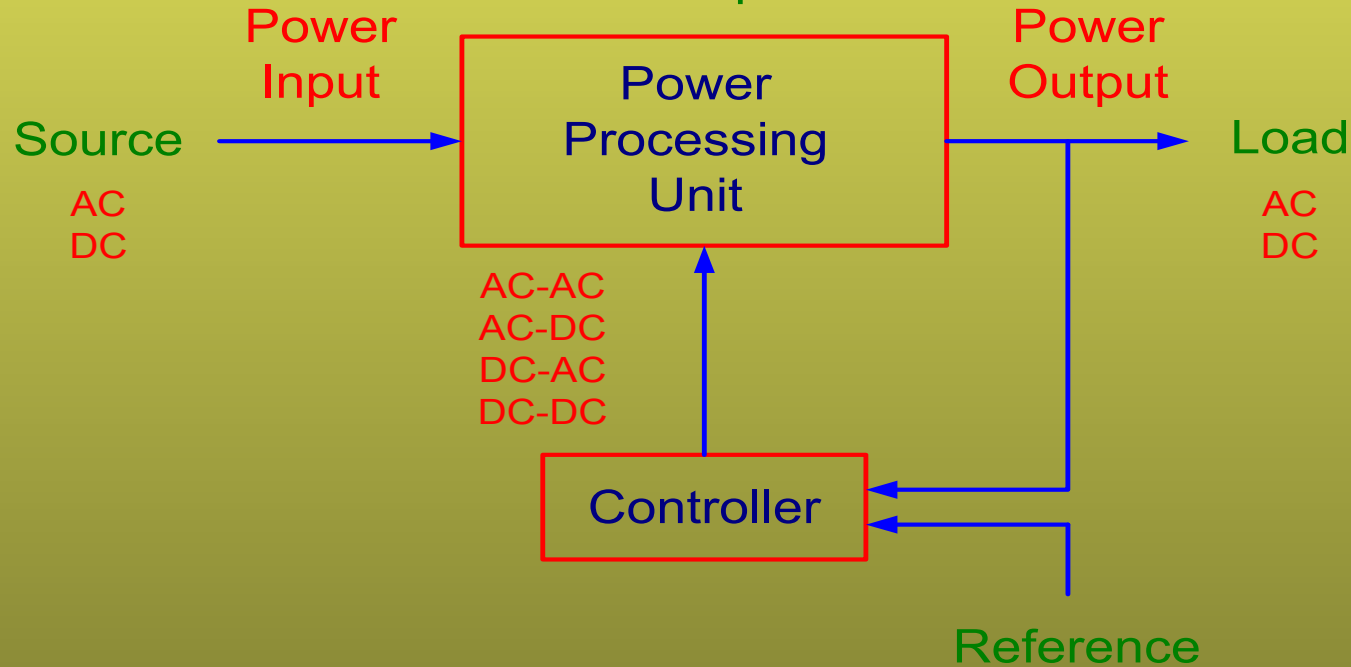 Power
Input
Power
Output
Source
Power
Processing
Unit
Load
AC
DC
AC
DC
AC-AC
AC-DC
DC-AC
DC-DC
Controller
Reference